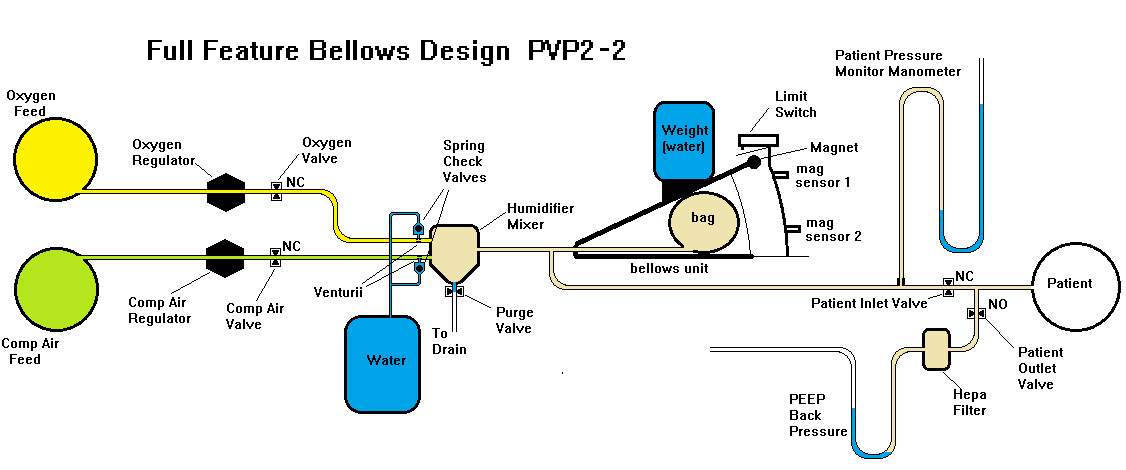 Full Feature Bellows Design PVP2-2
Oxygen
Feed
Oxygen
Regulator
Oxygen
Valve
NC
Spring
Check
Valves
Humidifier
Mixer
Weight
(water)
Limit
Switch
Magnet
mag
sensor 1
mag
sensor 2
bag
bellows unit
Patient Pressure
Monitor Manometer
Comp Air
Feed
Comp Air
Regulator
NC
Comp Air
Valve
Venturii
Water
To
Drain
Purge
Valve
NC
Patient Inlet Valve
Patient
NO
Patient
Outlet
Valve
Hepa
Filter
PEEP
Back
Pressure